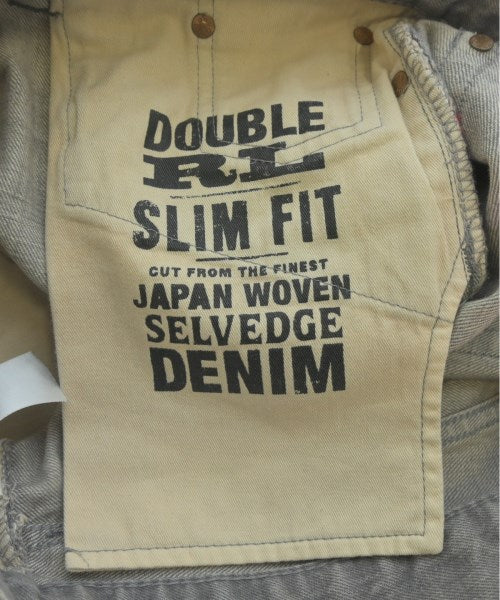 DOUBLE
RL
SLIM FIT
CUT FROM THE FINEST
JAPAN WOVEN
SELVEDGE
DENIM